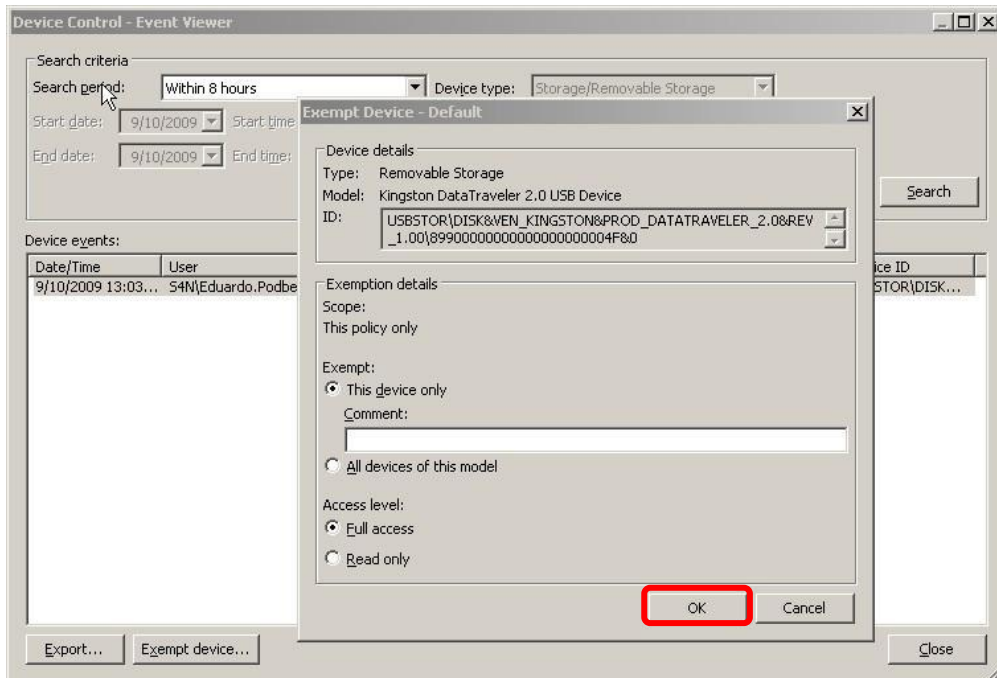 Device Control - Event Viewer
Search criteria
Search period: Within 8 hours Device type: Storage/Removable Storage
Start date: 9/10/2009 Start time
End date: 9/10/2009 End time:
Search
Device events:
Date/Time User ice ID
9/10/2009 13:03... S4N\Eduardo.Podbe STOR\DISK...
Exempt Device - Default
Device details
Type: Removable Storage
Model: Kingston DataTraveler 2.0 USB Device
ID: USBSTOR\DISK&VEN_KINGSTON&PROD_DATATRAVELER_2.0&REV
Exemption details
Scope:
This policy only
Exempt:
This device only
Comment:
All devices of this model
Access level:
Full access
Read only
OK Cancel
Export... Exempt device... Close